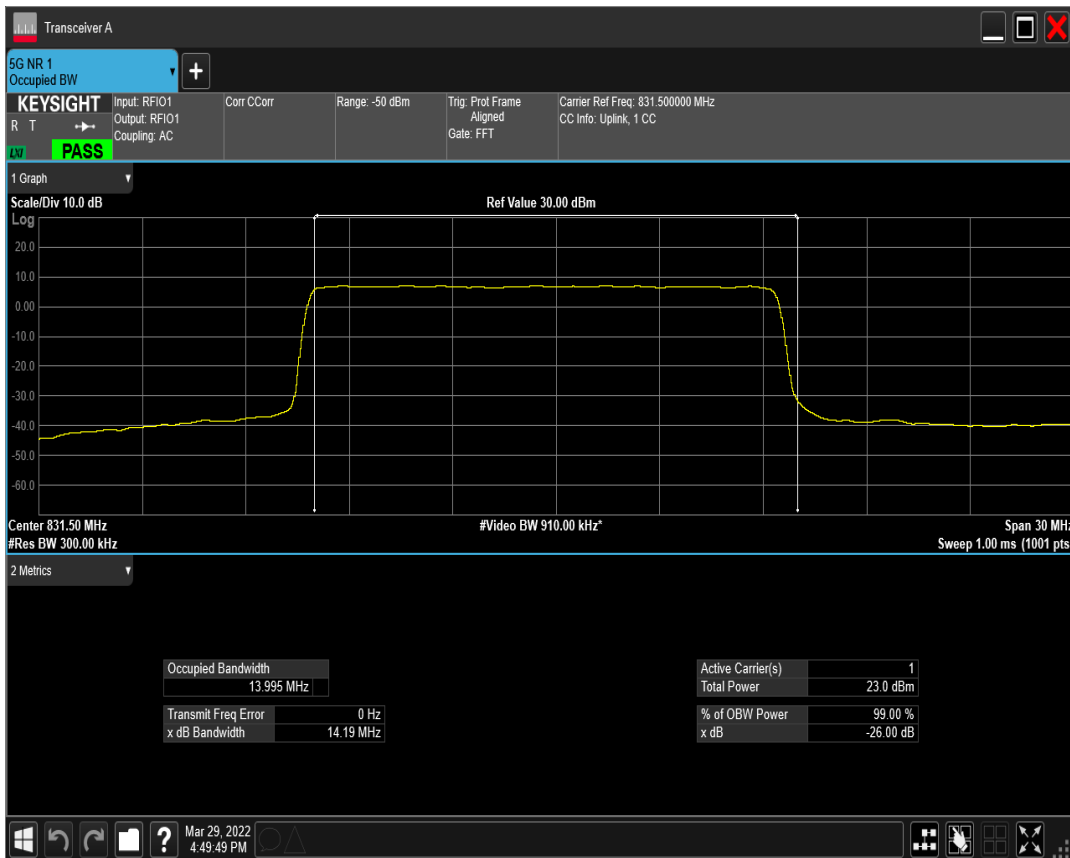 Transceiver A
5G NR 1
Occupied BW
KEYSIGHT
R T
LXI
PASS
Input: RFIO1
Output: RFIO1
Coupling: AC
Corr CCorr
Range: -50 dBm
Trig: Prot Frame
Aligned
Gate: FFT
Carrier Ref Freq: 831.500000 MHz
CC Info: Uplink, 1 CC
1 Graph
Scale/Div 10.0 dB
Ref Value 30.00 dBm
Log
20.0
10.0
0.00
-10.0
-20.0
-30.0
-40.0
-50.0
-60.0
Center 831.50 MHz
#Video BW 910.00 kHz*
Span 30 MHz
#Res BW 300.00 kHz
Sweep 1.00 ms (1001 pts
2 Metrics
Occupied Bandwidth
13.995 MHz
Transmit Freq Error 0 Hz
x dB Bandwidth 14.19 MHz
Active Carrier(s) 1
Total Power 23.0 dBm
% of OBW Power 99.00 %
x dB -26.00 dB
?
Mar 29, 2022
4:49:49 PM